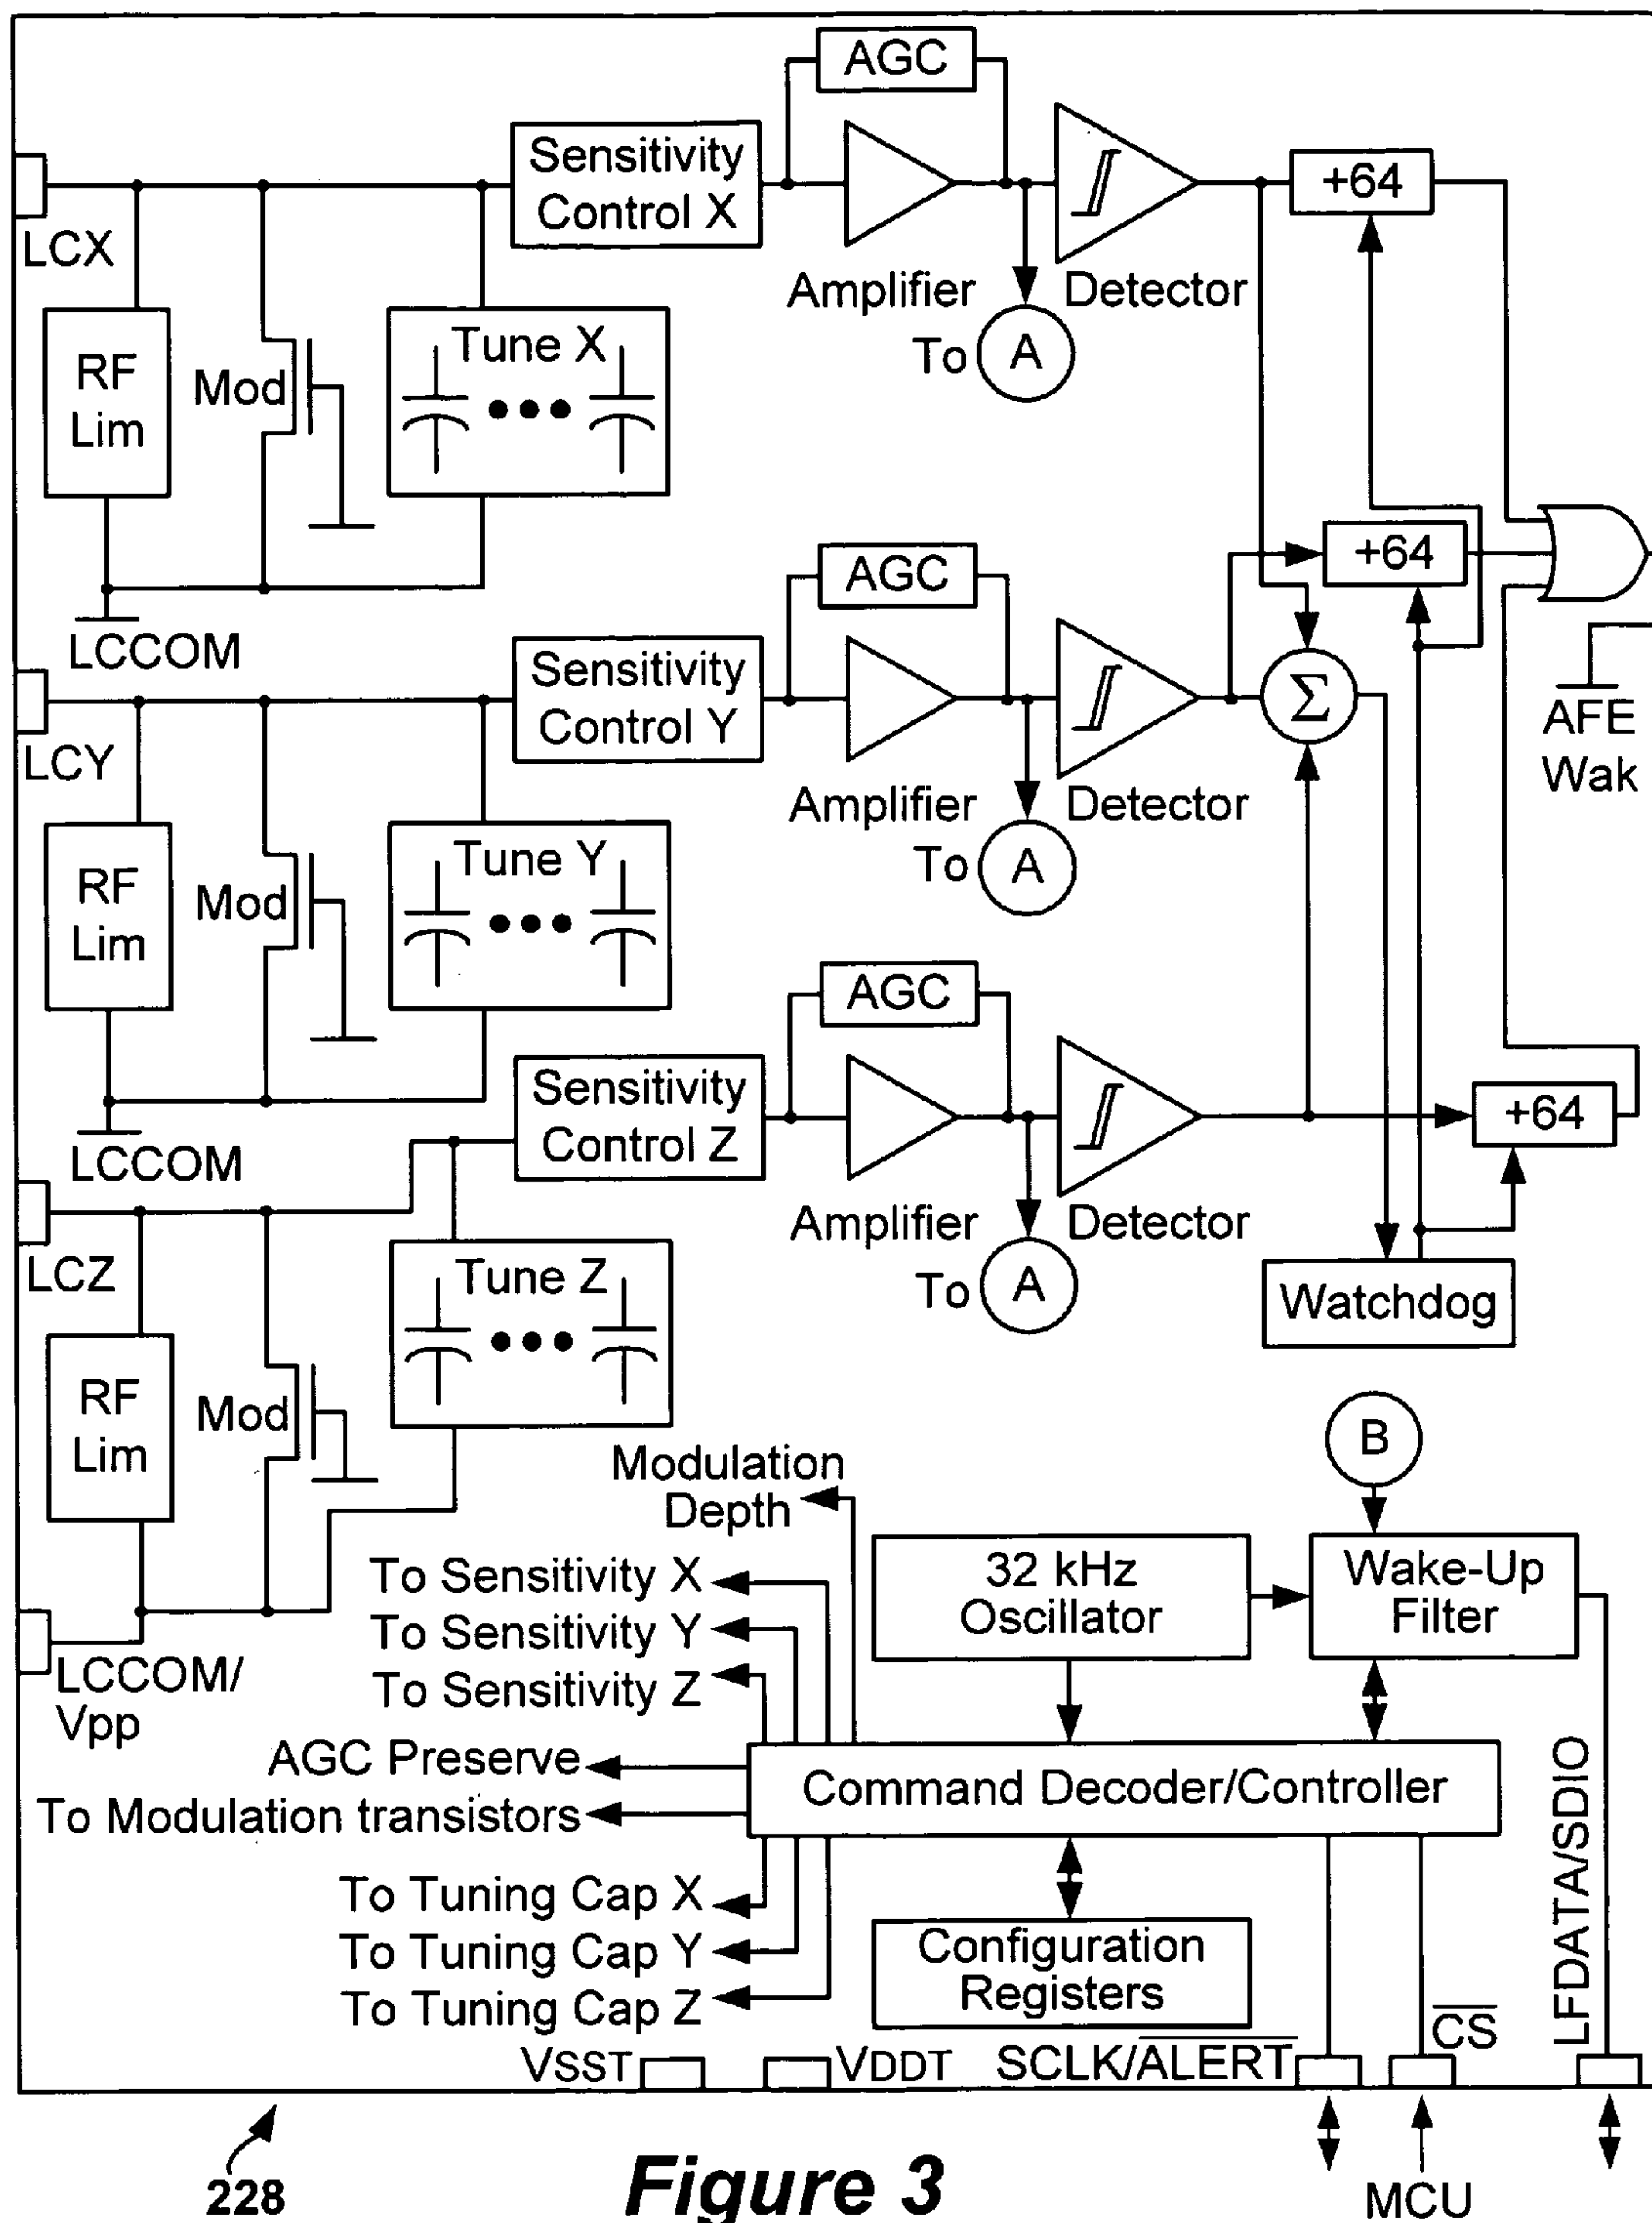 AGC
Sensitivity
Control X
+64
LCX
Amplifier
Detector
To
A
RF
Lim
Mod
Tune X
LCCOM
AGC
Sensitivity
Control Y
+64
Σ
LCY
Amplifier
Detector
To
A
AFE
Wak
RF
Lim
Mod
Tune Y
LCCOM
AGC
Sensitivity
Control Z
+64
LCZ
Amplifier
Detector
To
A
Watchdog
RF
Lim
Mod
Tune Z
LCCOM/
Vpp
Modulation
Depth
B
32 kHz
Oscillator
Wake-Up
Filter
To Sensitivity X
To Sensitivity Y
To Sensitivity Z
AGC Preserve
To Modulation transistors
Command Decoder/Controller
To Tuning Cap X
To Tuning Cap Y
To Tuning Cap Z
Configuration
Registers
LFDATA/SDIO
VSST
VDDT
SCLK/ALERT
CS
MCU
228
Figure 3